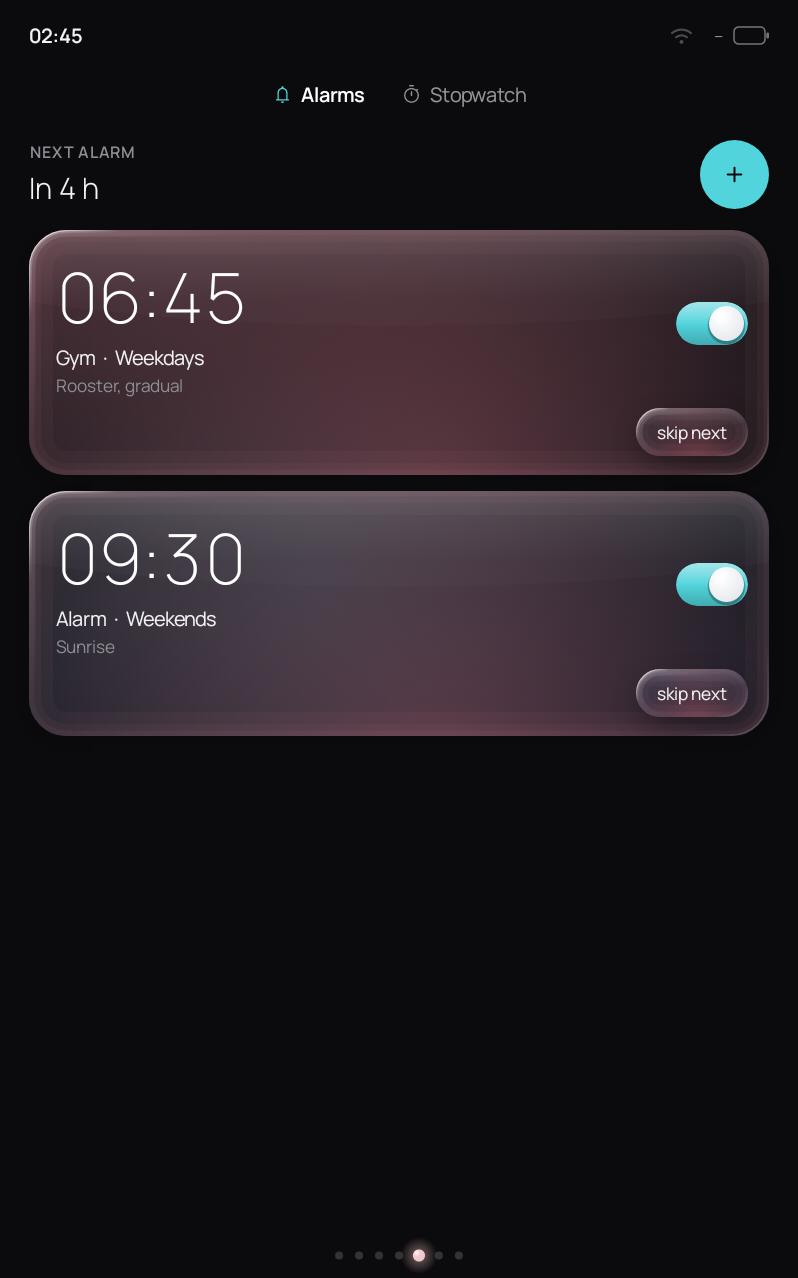 02:45
–
Alarms Stopwatch
NEXT ALARM
In 4 h
+
06:45
Gym · Weekdays
Rooster, gradual
skip next
09:30
Alarm · Weekends
Sunrise
skip next